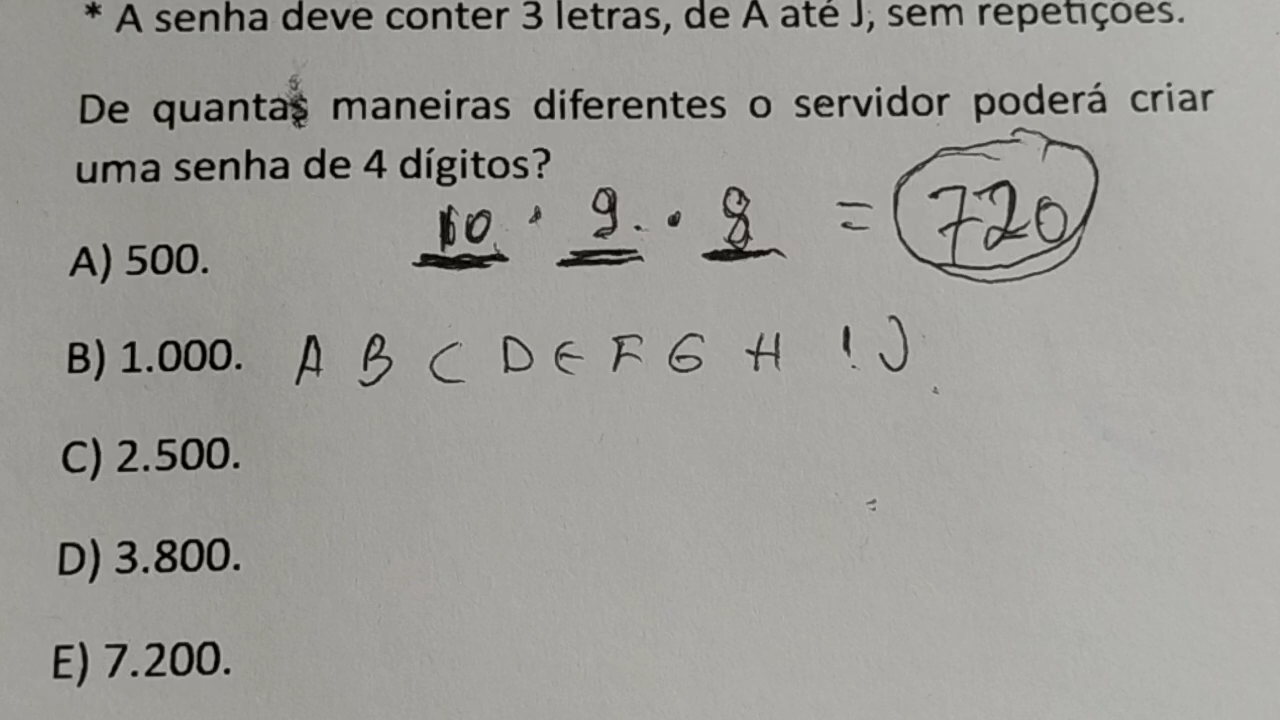 * A senha deve conter 3 letras, de A até J, sem repetições.
De quantas maneiras diferentes o servidor poderá criar
uma senha de 4 dígitos?
10 · 9 · 8 = 720
A) 500.
B) 1.000. A B C D E F G H I J
C) 2.500.
D) 3.800.
E) 7.200.